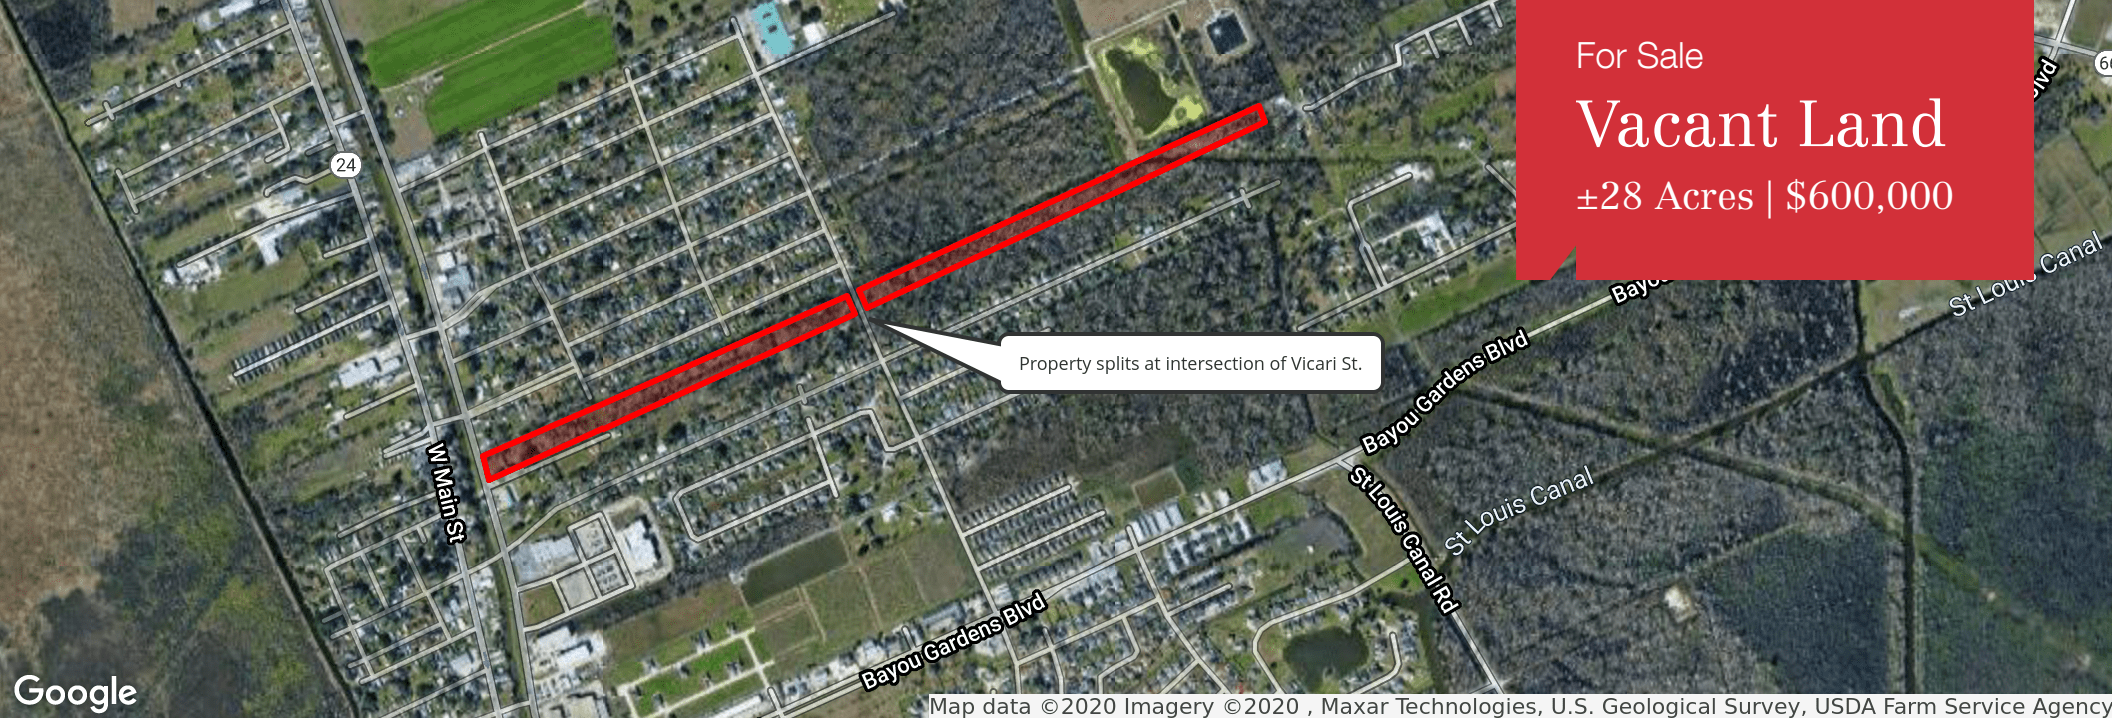 For Sale
Vacant Land
±28 Acres | $600,000
24
Blvd
St Louis Canal
Bayou Gardens Blvd
Property splits at intersection of Vicari St.
W Main St
St Louis Canal Rd
St Louis Canal
Bayou Gardens Blvd
Google
Map data ©2020 Imagery ©2020 , Maxar Technologies, U.S. Geological Survey, USDA Farm Service Agency